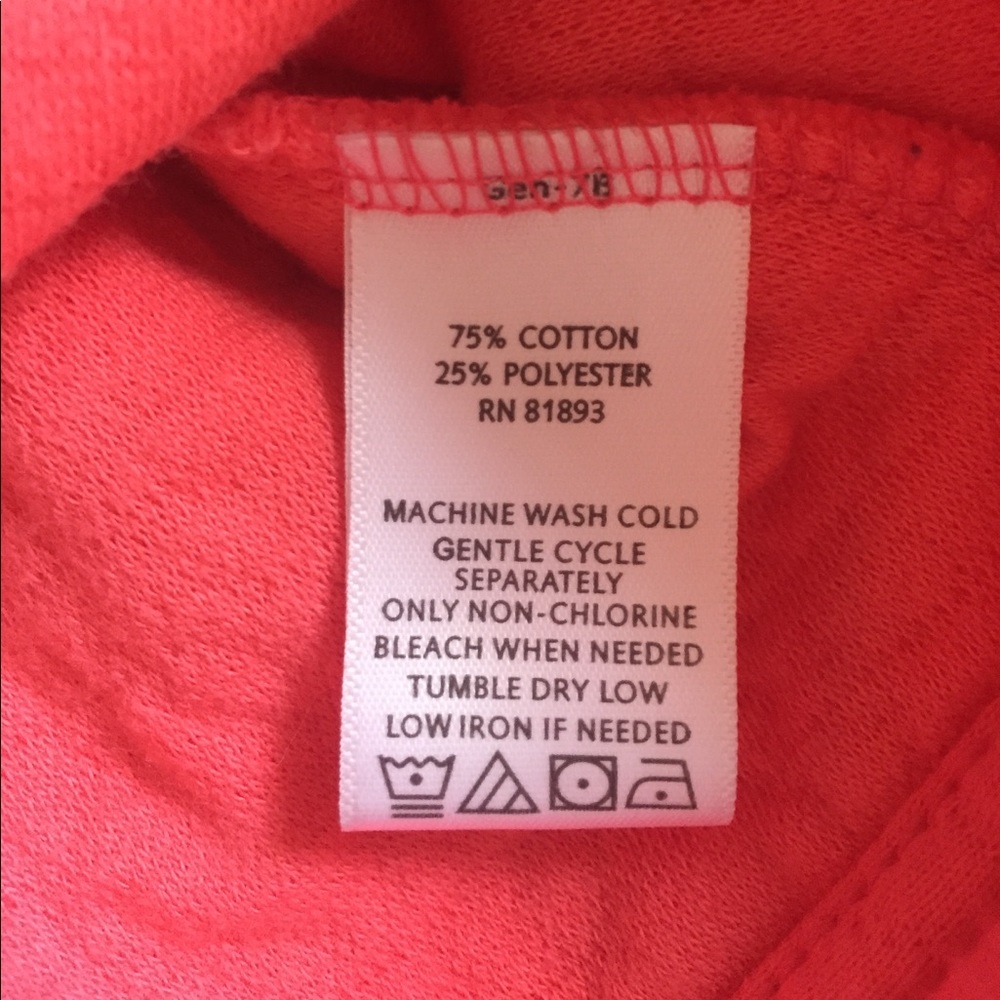 75% COTTON
25% POLYESTER
RN 81893
MACHINE WASH COLD
GENTLE CYCLE
SEPARATELY
ONLY NON-CHLORINE
BLEACH WHEN NEEDED
TUMBLE DRY LOW
LOW IRON IF NEEDED